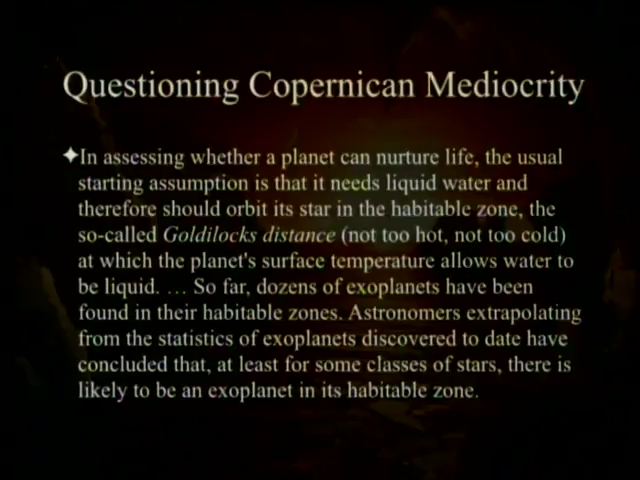 Questioning Copernican Mediocrity
✦In assessing whether a planet can nurture life, the usual
starting assumption is that it needs liquid water and
therefore should orbit its star in the habitable zone, the
so-called Goldilocks distance (not too hot, not too cold)
at which the planet's surface temperature allows water to
be liquid. … So far, dozens of exoplanets have been
found in their habitable zones. Astronomers extrapolating
from the statistics of exoplanets discovered to date have
concluded that, at least for some classes of stars, there is
likely to be an exoplanet in its habitable zone.